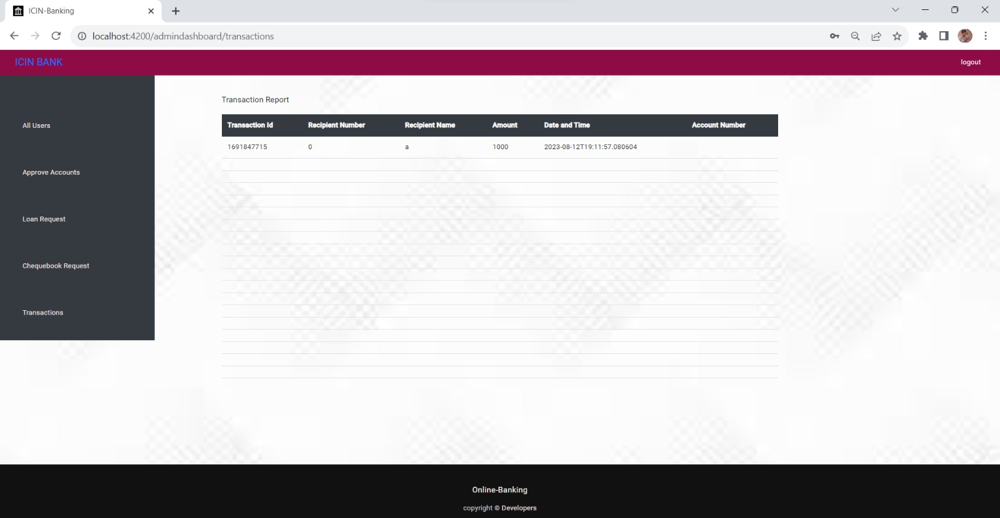 ICIN-Banking
localhost:4200/admindashboard/transactions
ICIN BANK
logout
All Users
Approve Accounts
Loan Request
Chequebook Request
Transactions
Transaction Report
Transaction Id Recipient Number Recipient Name Amount Date and Time Account Number
1691847715 0 a 1000 2023-08-12T19:11:57.080604
Online-Banking
copyright © Developers